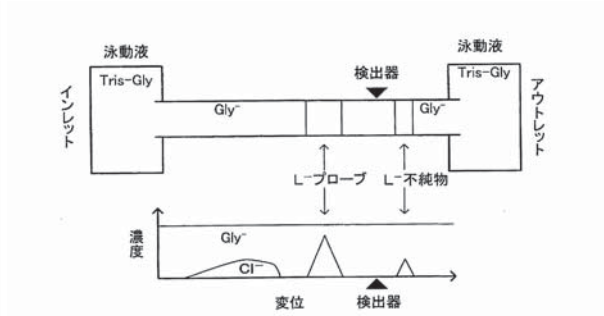 泳動液
泳動液
Tris-Gly
検出器
Tris-Gly
インレット
Gly⁻
Gly⁻
アウトレット
L⁻プローブ
L⁻不純物
濃度
Gly⁻
Cl⁻
変位
検出器